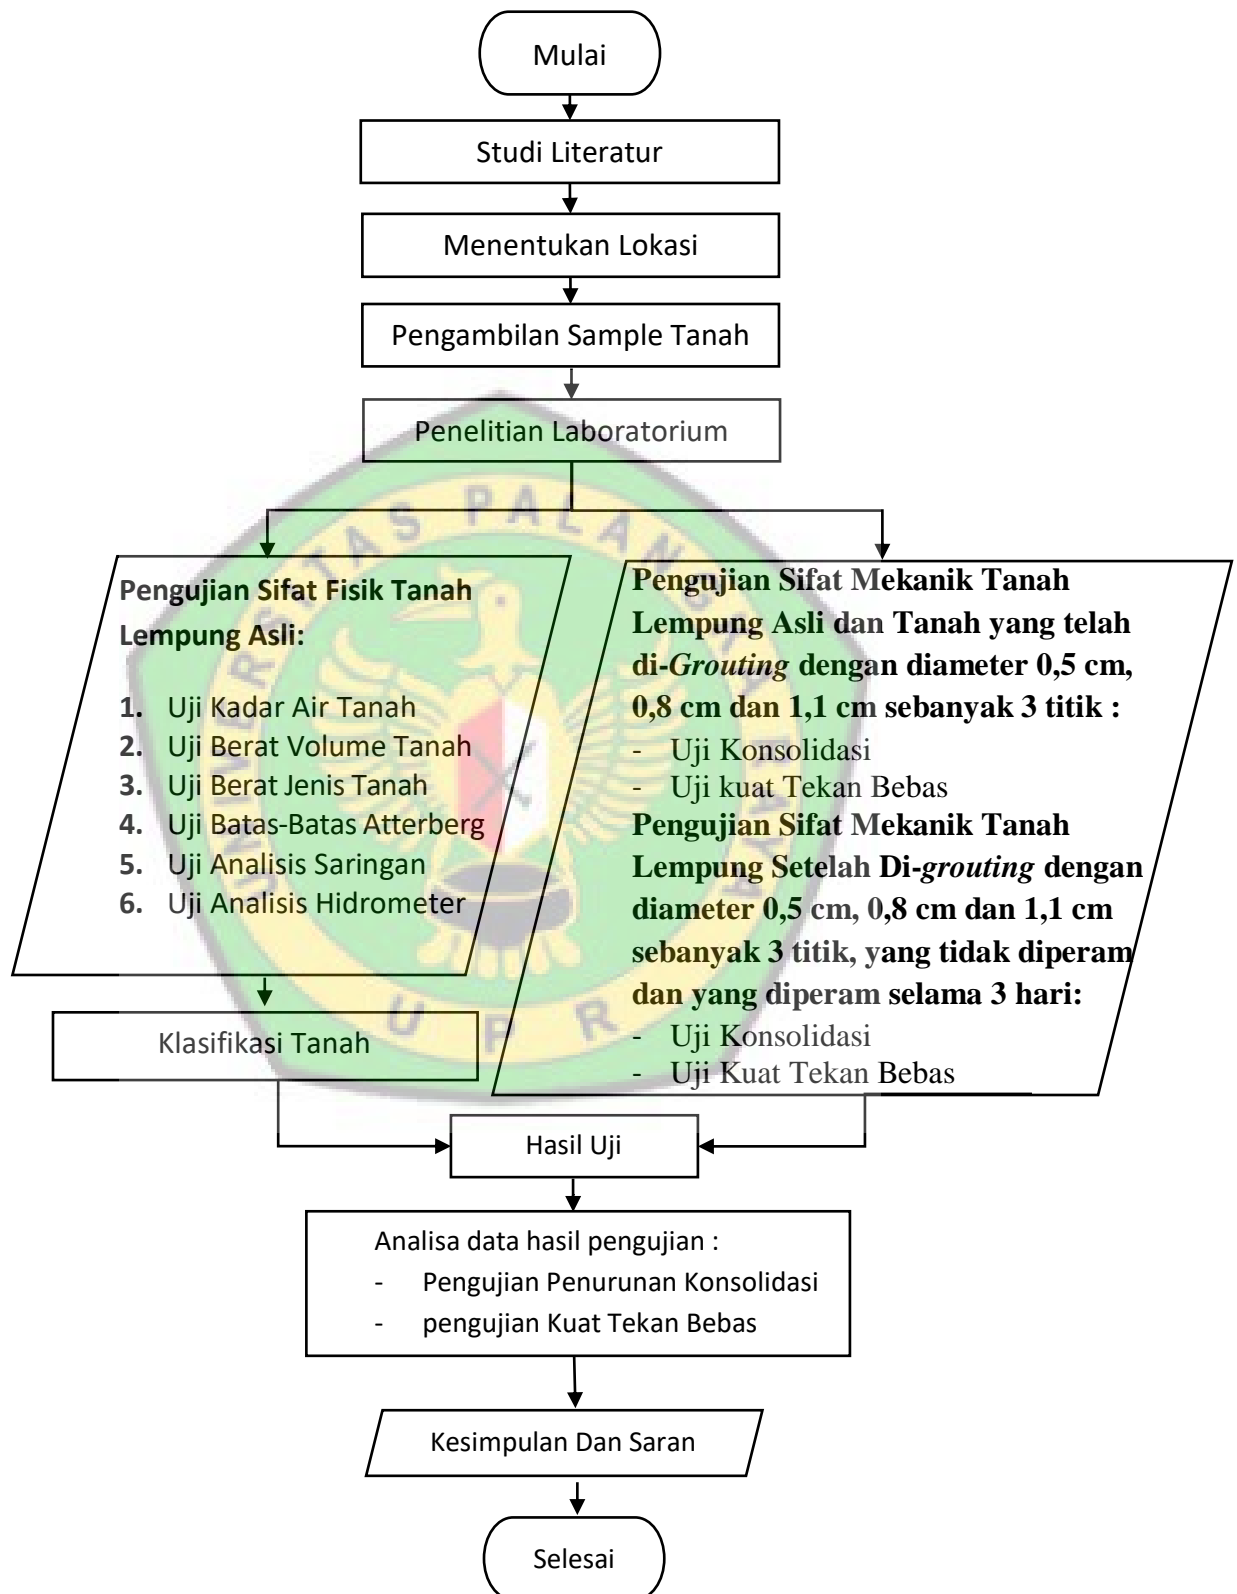 Mulai
Studi Literatur
Menentukan Lokasi
Pengambilan Sample Tanah
Penelitian Laboratorium
UNIVERSITAS PALANGKA RAYA
Pengujian Sifat Fisik Tanah
Lempung Asli:
1. Uji Kadar Air Tanah
2. Uji Berat Volume Tanah
3. Uji Berat Jenis Tanah
4. Uji Batas-Batas Atterberg
5. Uji Analisis Saringan
6. Uji Analisis Hidrometer
Pengujian Sifat Mekanik Tanah
Lempung Asli dan Tanah yang telah
di-Grouting dengan diameter 0,5 cm,
0,8 cm dan 1,1 cm sebanyak 3 titik :
- Uji Konsolidasi
- Uji kuat Tekan Bebas
Pengujian Sifat Mekanik Tanah
Lempung Setelah Di-grouting dengan
diameter 0,5 cm, 0,8 cm dan 1,1 cm
sebanyak 3 titik, yang tidak diperam
dan yang diperam selama 3 hari:
- Uji Konsolidasi
- Uji Kuat Tekan Bebas
UPR
Klasifikasi Tanah
Hasil Uji
Analisa data hasil pengujian :
- Pengujian Penurunan Konsolidasi
- pengujian Kuat Tekan Bebas
Kesimpulan Dan Saran
Selesai